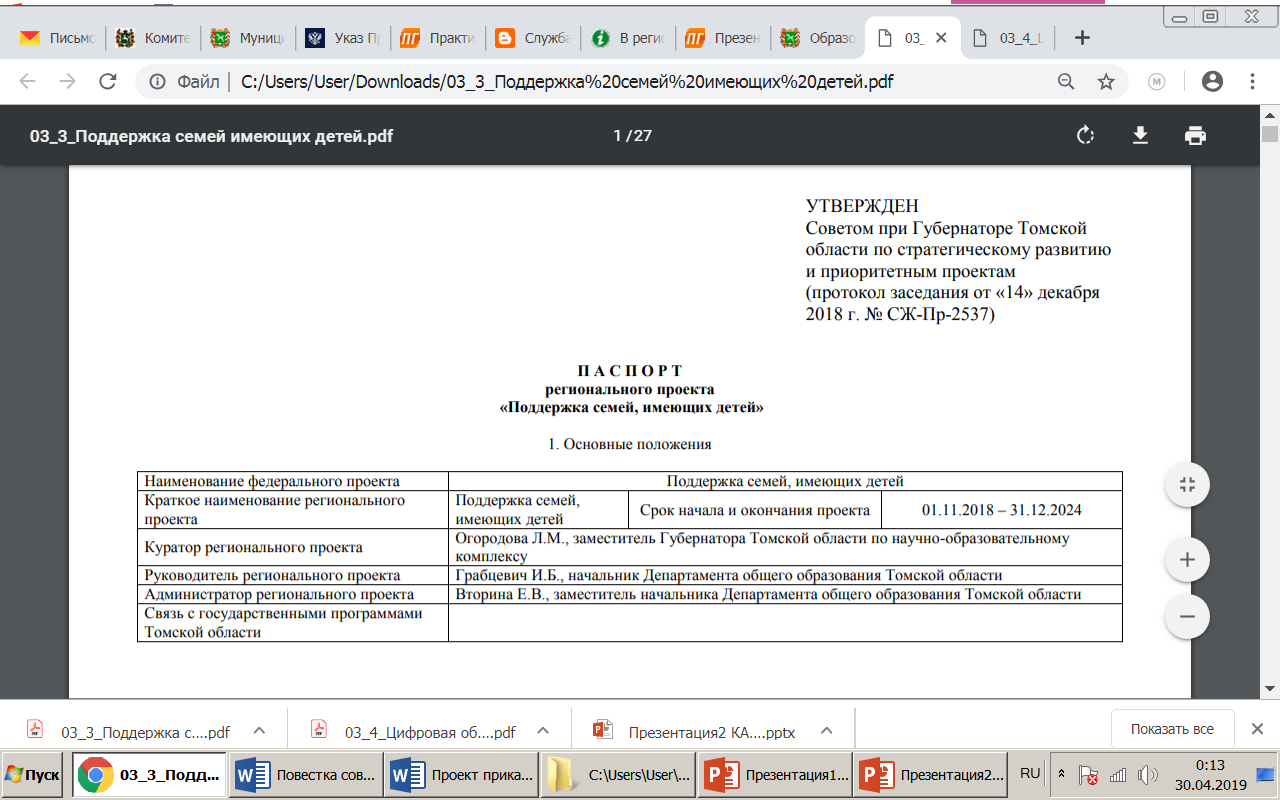 Письмо
Комите
Муници
Указ Пр
Практи
Служба
В регис
Презен
Образо
03_
03_4_L
Файл | C:/Users/User/Downloads/03_3_Поддержка%20семей%20имеющих%20детей.pdf
03_3_Поддержка семей имеющих детей.pdf
1 / 27
УТВЕРЖДЕН
Советом при Губернаторе Томской
области по стратегическому развитию
и приоритетным проектам
(протокол заседания от «14» декабря
2018 г. № СЖ-Пр-2537)
П А С П О Р Т
регионального проекта
«Поддержка семей, имеющих детей»
1. Основные положения
Наименование федерального проекта
Поддержка семей, имеющих детей
Краткое наименование регионального
проекта
Поддержка семей,
имеющих детей
Срок начала и окончания проекта
01.11.2018 – 31.12.2024
Куратор регионального проекта
Огородова Л.М., заместитель Губернатора Томской области по научно-образовательному
комплексу
Руководитель регионального проекта
Грабцевич И.Б., начальник Департамента общего образования Томской области
Администратор регионального проекта
Вторина Е.В., заместитель начальника Департамента общего образования Томской области
Связь с государственными программами
Томской области
03_3_Поддержка с....pdf
03_4_Цифровая об....pdf
Презентация2 КА....pptx
Показать все
Пуск
03_3_Подд...
Повестка сов...
Проект прика...
C:\Users\User\...
Презентация1...
Презентация2...
RU
0:13
30.04.2019